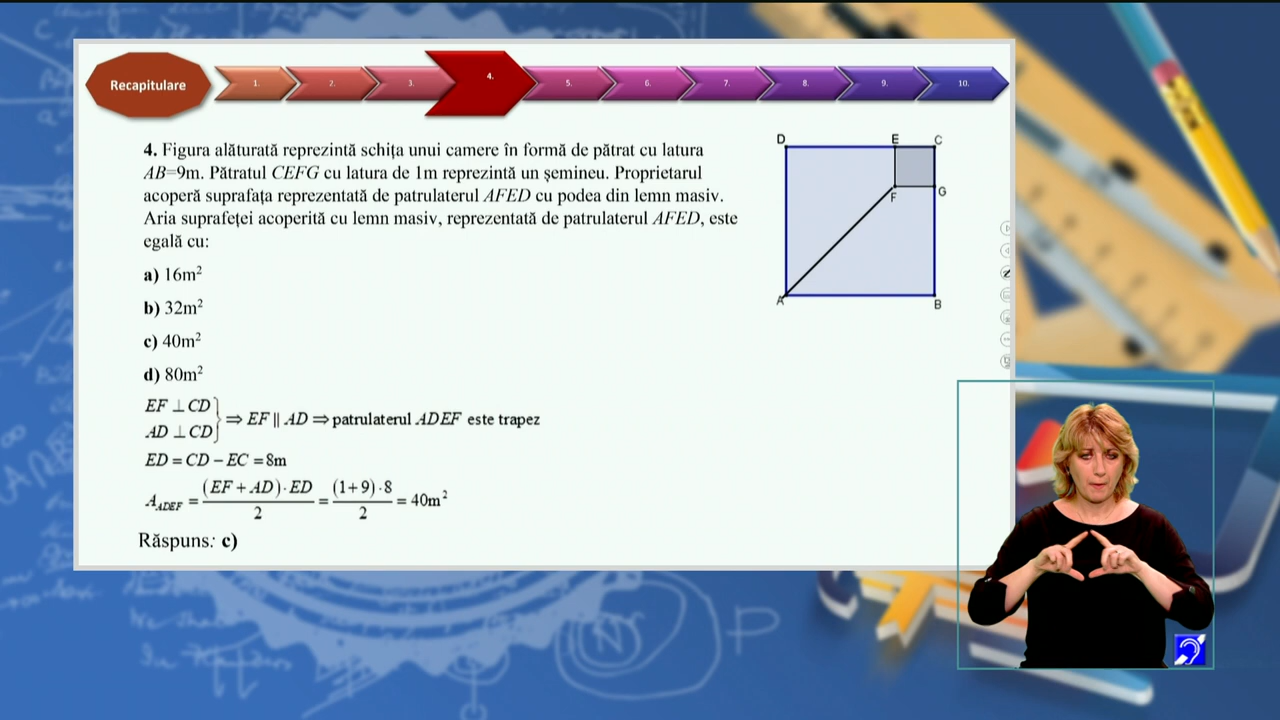 Recapitulare
1.
2.
3.
4.
5.
6.
7.
8.
9.
10.
4. Figura alăturată reprezintă schița unui camere în formă de pătrat cu latura
AB=9m. Pătratul CEFG cu latura de 1m reprezintă un șemineu. Proprietarul
acoperă suprafața reprezentată de patrulaterul AFED cu podea din lemn masiv.
Aria suprafeței acoperită cu lemn masiv, reprezentată de patrulaterul AFED, este
egală cu:
a) 16m²
b) 32m²
c) 40m²
d) 80m²
EF ⊥ CD
AD ⊥ CD} ⇒ EF || AD ⇒ patrulaterul ADEF este trapez
ED = CD − EC = 8m
A_ADEF = (EF + AD) · ED / 2 = (1+9) · 8 / 2 = 40m²
Răspuns: c)
D E C
F G
A B
P
N